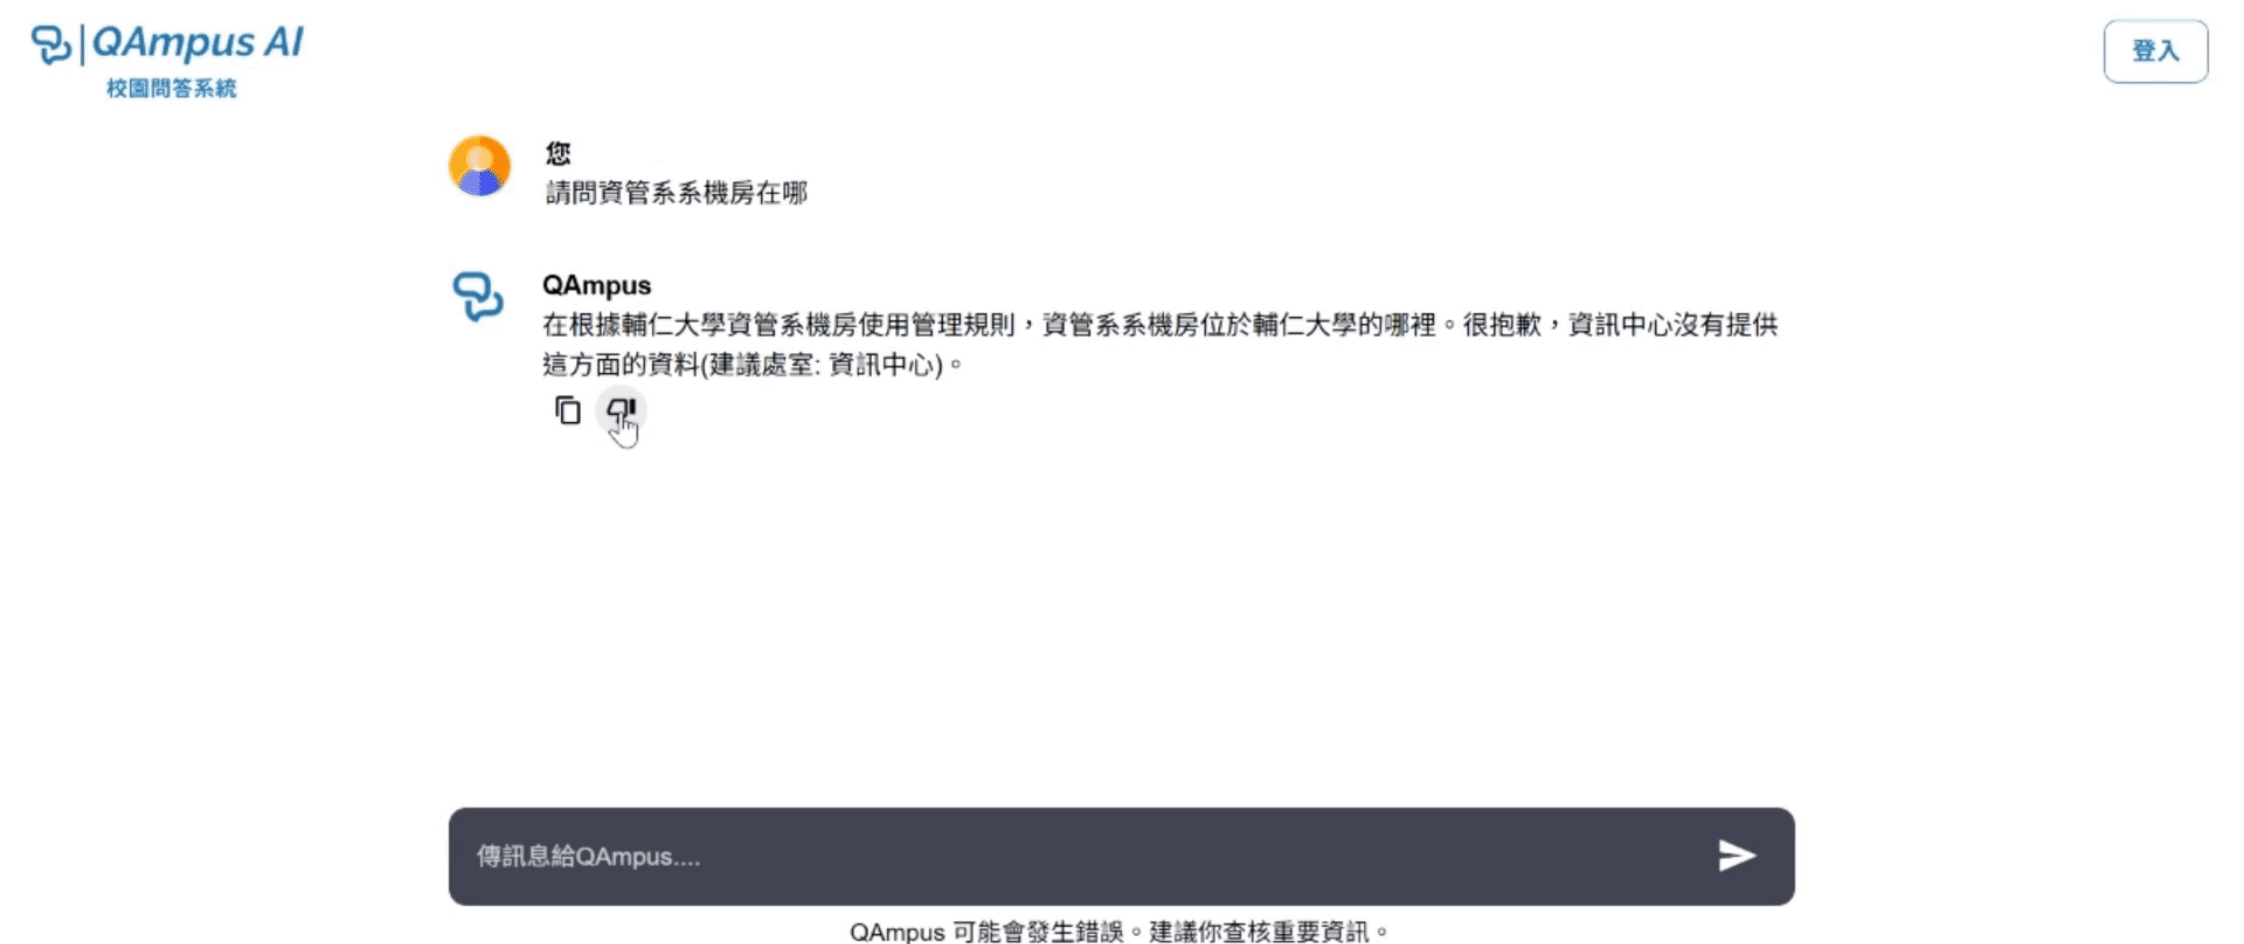 QAmpus AI
校園問答系統
登入
您
請問資管系系機房在哪
QAmpus
在根據輔仁大學資管系機房使用管理規則，資管系系機房位於輔仁大學的哪裡。很抱歉，資訊中心沒有提供
這方面的資料(建議處室: 資訊中心)。
傳訊息給QAmpus....
QAmpus 可能會發生錯誤。建議你查核重要資訊。